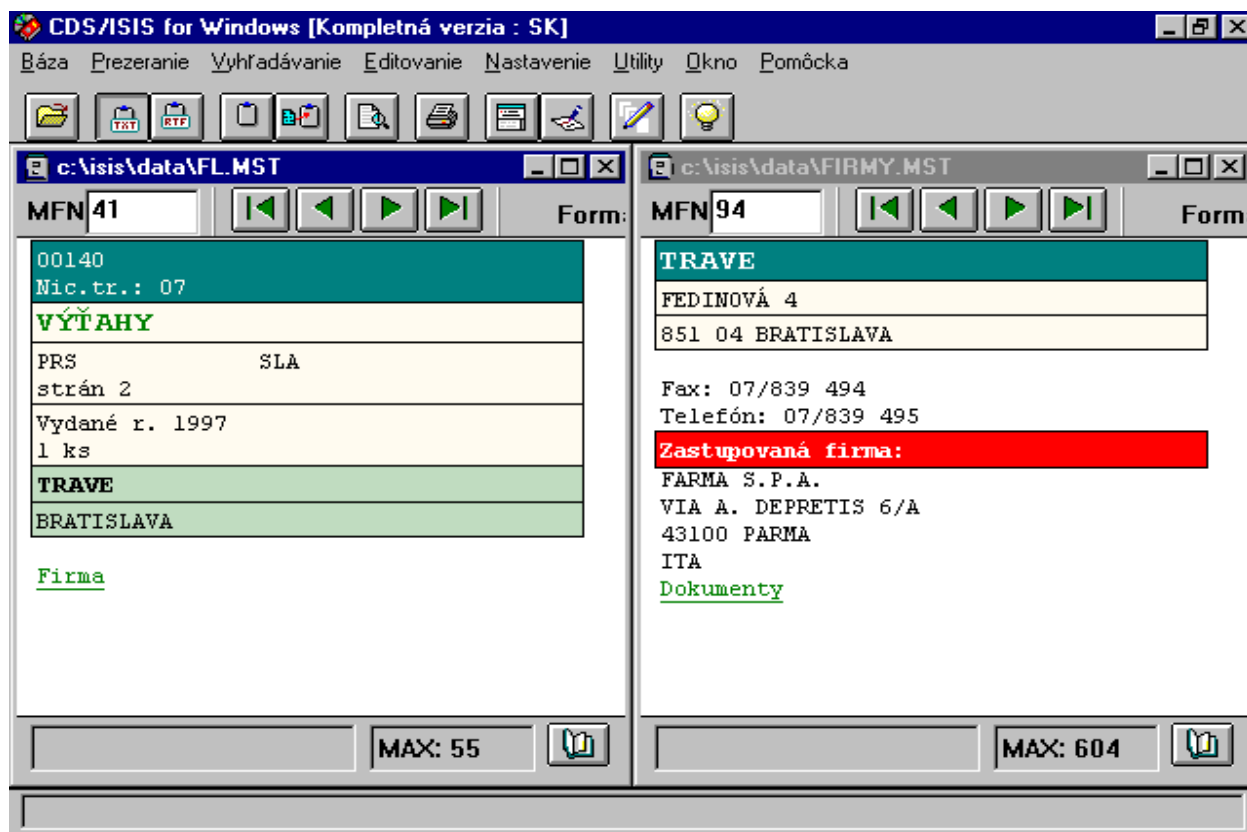 CDS/ISIS for Windows [Kompletná verzia : SK]
Báza Prezeranie Vyhľadávanie Editovanie Nastavenie Utility Okno Pomôcka
TXT RTF
c:\isis\data\FL.MST
MFN 41 Form:
00140
Nic.tr.: 07
VÝŤAHY
PRS SLA
strán 2
Vydané r. 1997
1 ks
TRAVE
BRATISLAVA
Firma
MAX: 55
c:\isis\data\FIRMY.MST
MFN 94 Form
TRAVE
FEDINOVÁ 4
851 04 BRATISLAVA
Fax: 07/839 494
Telefón: 07/839 495
Zastupovaná firma:
FARMA S.P.A.
VIA A. DEPRETIS 6/A
43100 PARMA
ITA
Dokumenty
MAX: 604